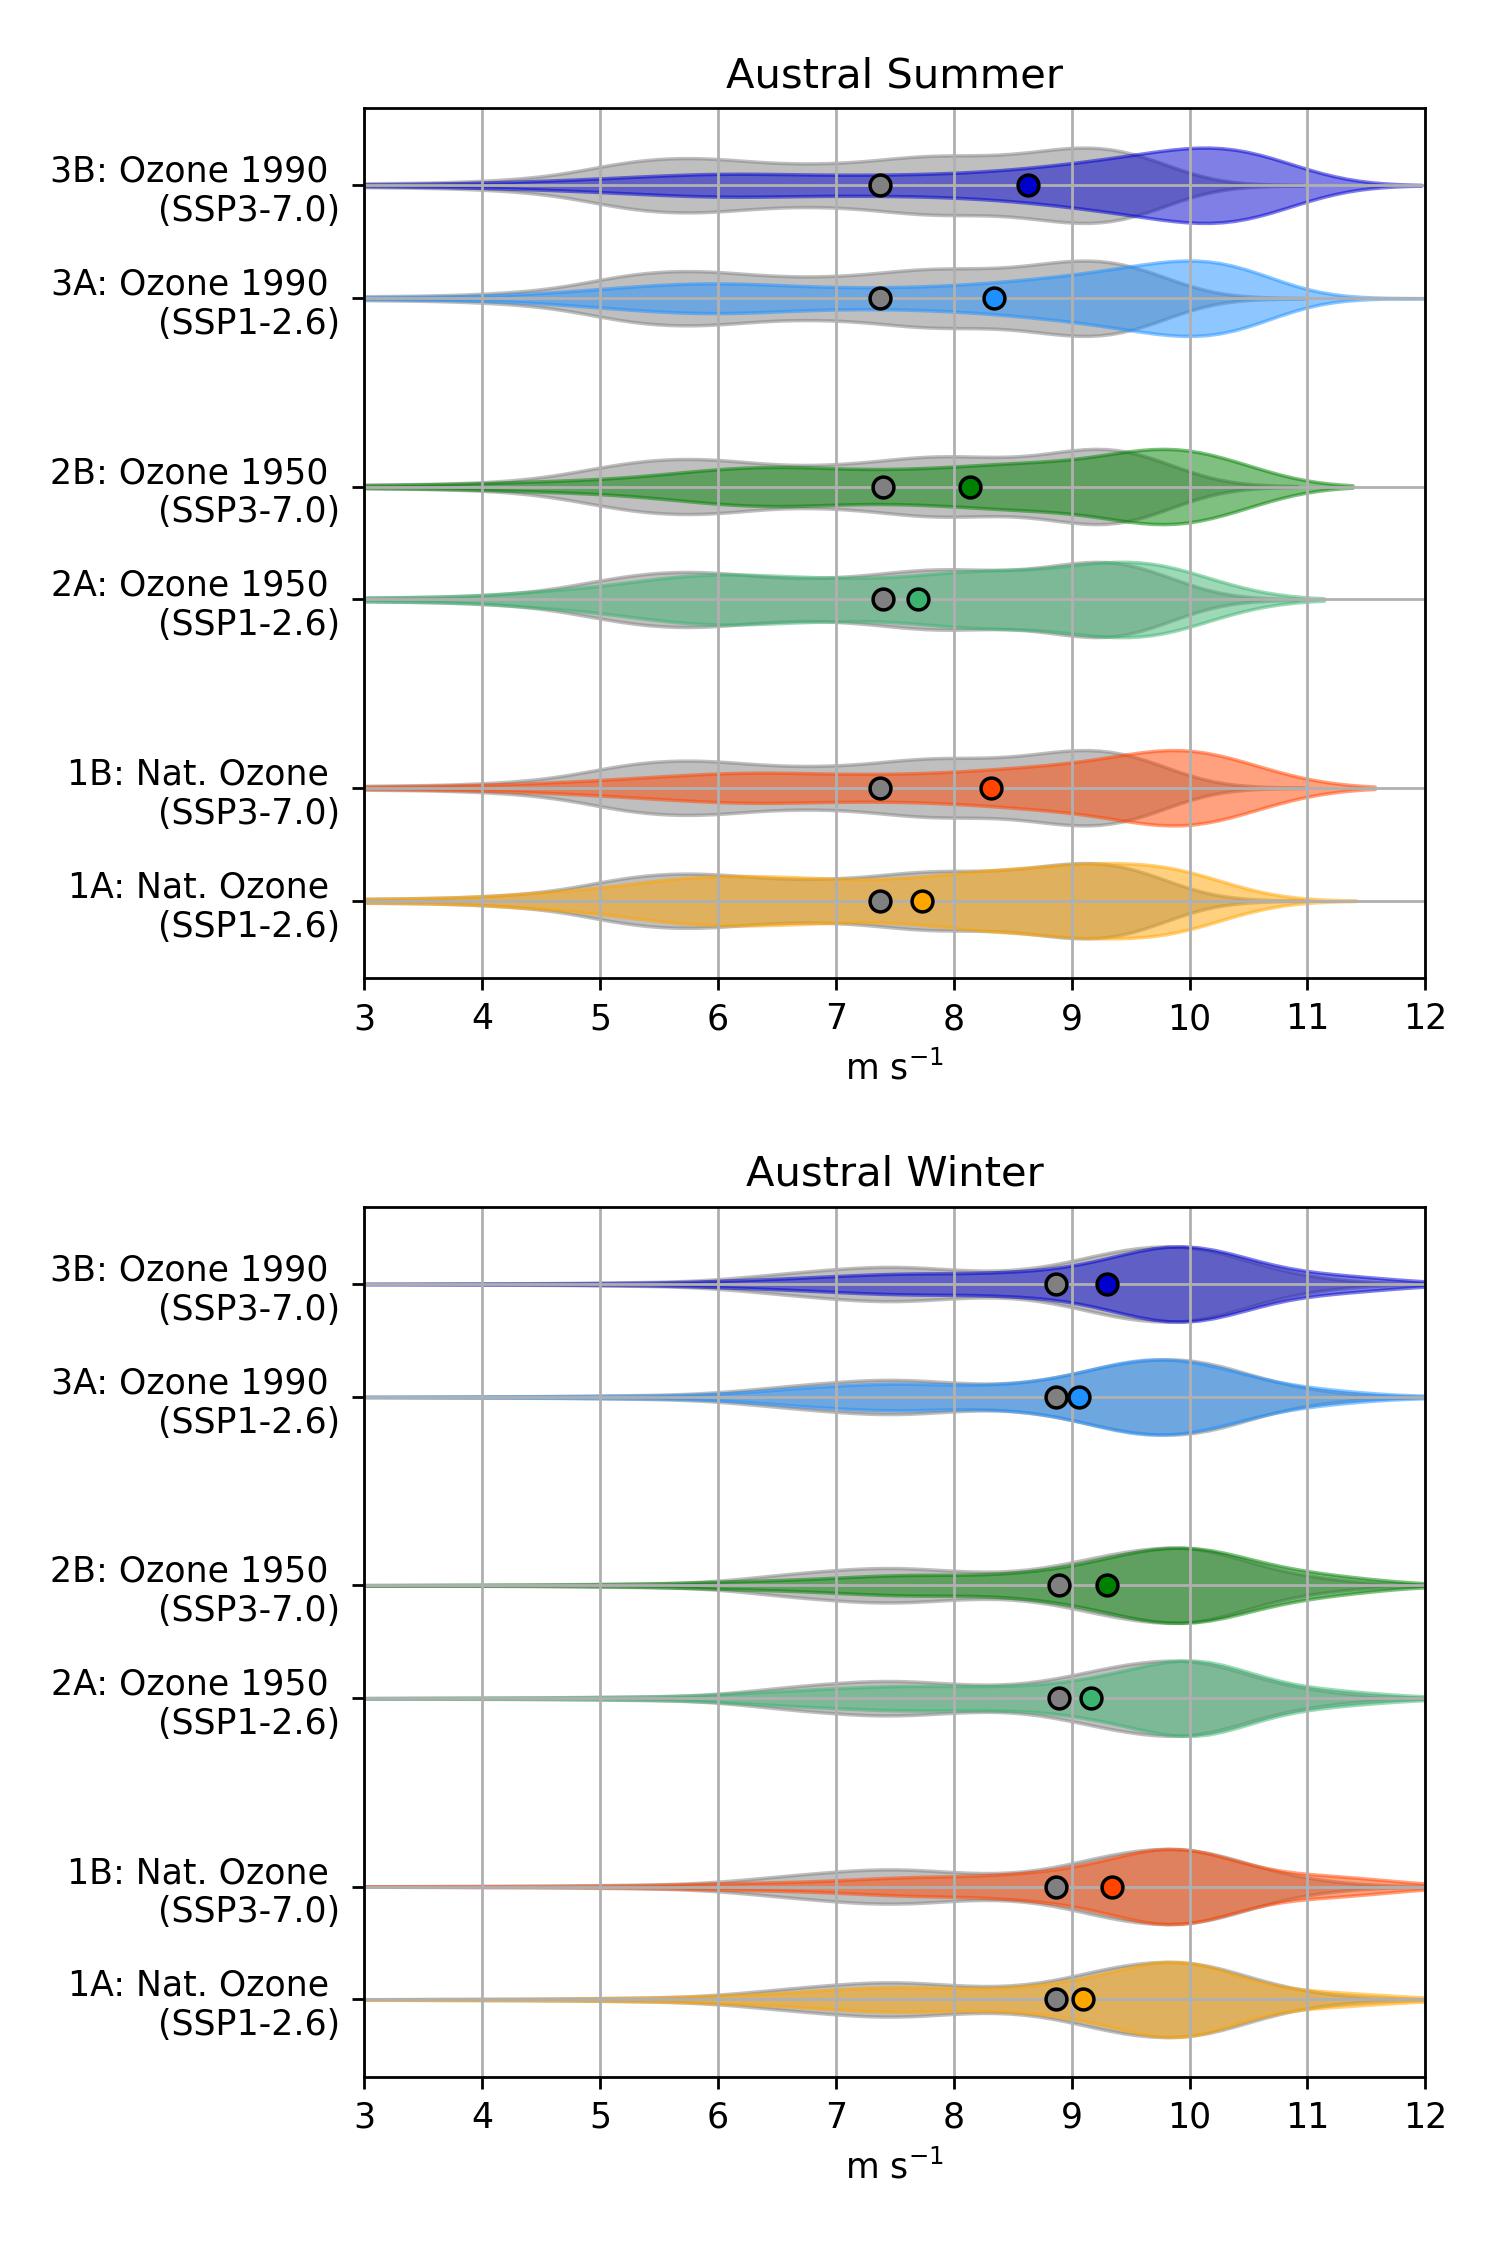 Austral Summer
3B: Ozone 1990
(SSP3-7.0)
3A: Ozone 1990
(SSP1-2.6)
2B: Ozone 1950
(SSP3-7.0)
2A: Ozone 1950
(SSP1-2.6)
1B: Nat. Ozone
(SSP3-7.0)
1A: Nat. Ozone
(SSP1-2.6)
3 4 5 6 7 8 9 10 11 12
m s⁻¹
Austral Winter
3B: Ozone 1990
(SSP3-7.0)
3A: Ozone 1990
(SSP1-2.6)
2B: Ozone 1950
(SSP3-7.0)
2A: Ozone 1950
(SSP1-2.6)
1B: Nat. Ozone
(SSP3-7.0)
1A: Nat. Ozone
(SSP1-2.6)
3 4 5 6 7 8 9 10 11 12
m s⁻¹